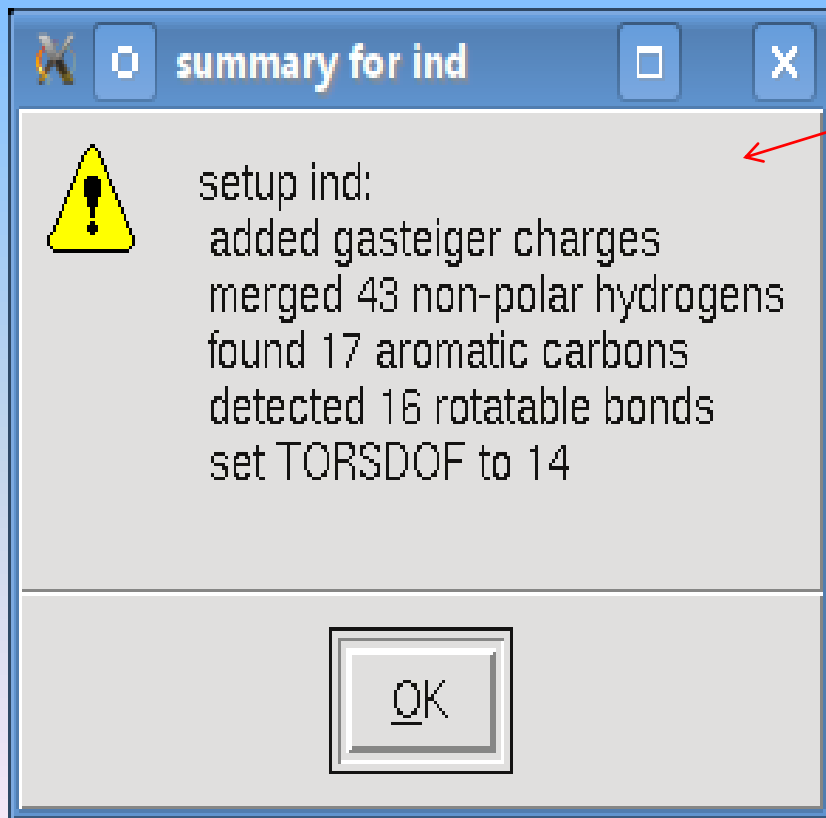 summary for ind
setup ind:
added gasteiger charges
merged 43 non-polar hydrogens
found 17 aromatic carbons
detected 16 rotatable bonds
set TORSDOF to 14
OK